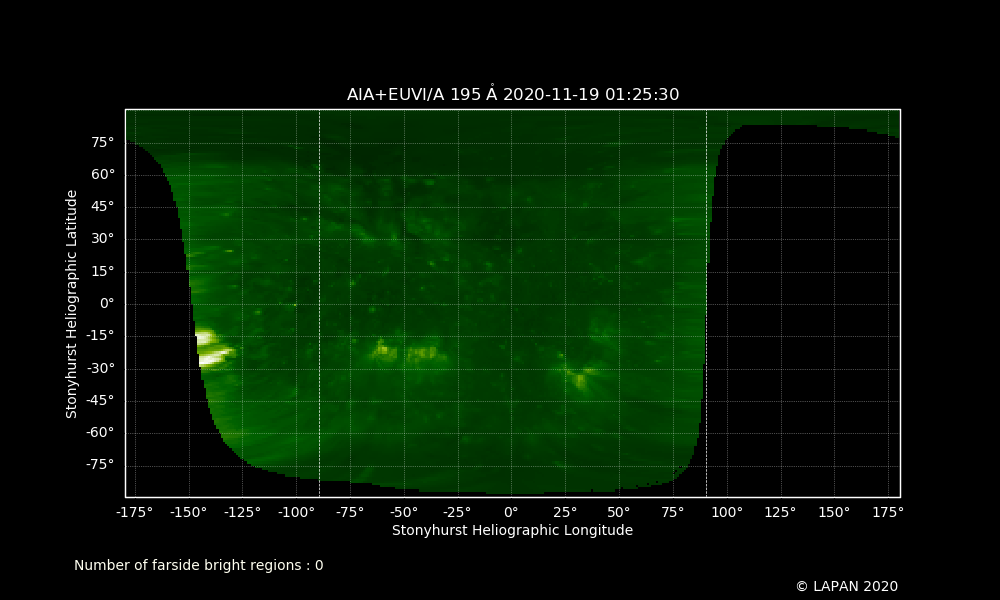 AIA+EUVI/A 195 Å 2020-11-19 01:25:30
Stonyhurst Heliographic Latitude
75°
60°
45°
30°
15°
0°
-15°
-30°
-45°
-60°
-75°
-175° -150° -125° -100° -75° -50° -25° 0° 25° 50° 75° 100° 125° 150° 175°
Stonyhurst Heliographic Longitude
Number of farside bright regions : 0
© LAPAN 2020